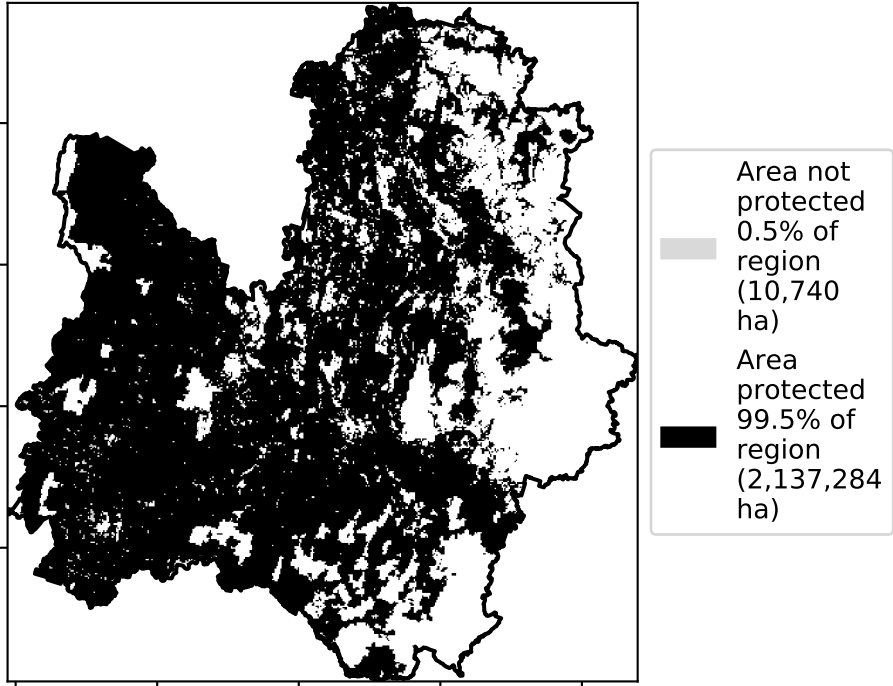 Area not
protected
0.5% of
region
(10,740
ha)
Area
protected
99.5% of
region
(2,137,284
ha)